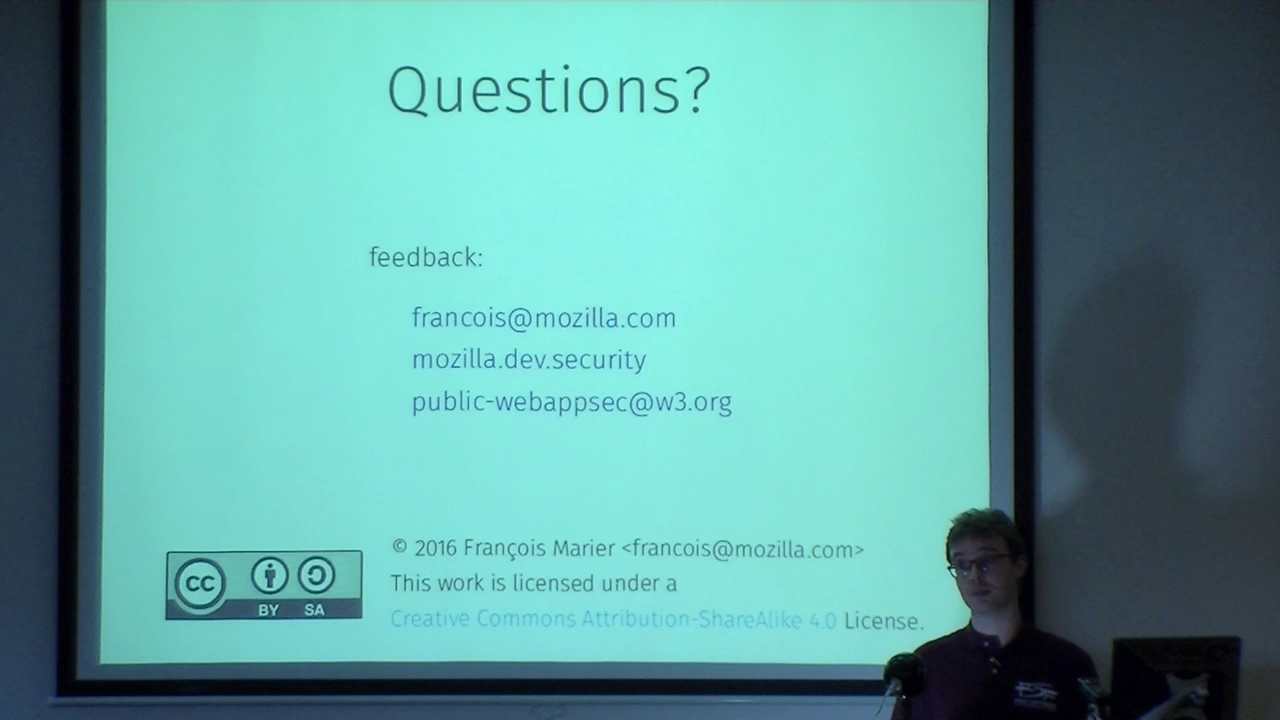 Questions?
feedback:
francois@mozilla.com
mozilla.dev.security
public-webappsec@w3.org
© 2016 François Marier <francois@mozilla.com>
This work is licensed under a
Creative Commons Attribution-ShareAlike 4.0 License.
cc
BY SA